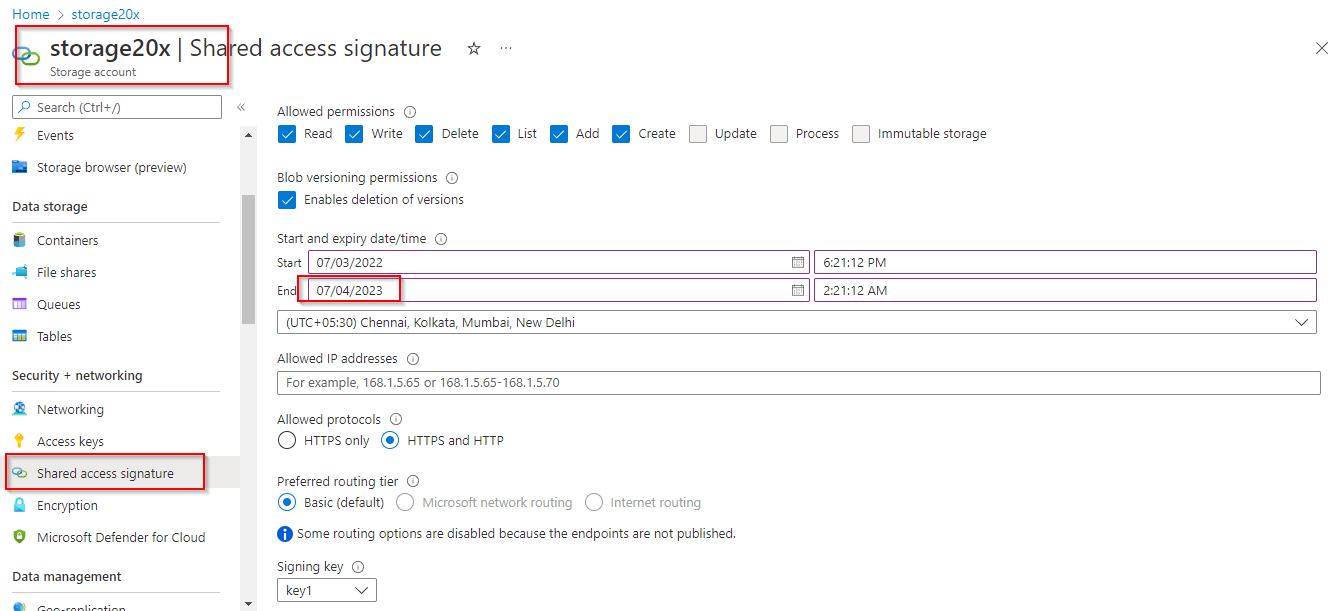 Home > storage20x
storage20x | Shared access signature
Storage account
Search (Ctrl+/)
Events
Storage browser (preview)
Data storage
Containers
File shares
Queues
Tables
Security + networking
Networking
Access keys
Shared access signature
Encryption
Microsoft Defender for Cloud
Data management
Geo-replication
Allowed permissions
Read Write Delete List Add Create Update Process Immutable storage
Blob versioning permissions
Enables deletion of versions
Start and expiry date/time
Start 07/03/2022 6:21:12 PM
End 07/04/2023 2:21:12 AM
(UTC+05:30) Chennai, Kolkata, Mumbai, New Delhi
Allowed IP addresses
For example, 168.1.5.65 or 168.1.5.65-168.1.5.70
Allowed protocols
HTTPS only HTTPS and HTTP
Preferred routing tier
Basic (default) Microsoft network routing Internet routing
Some routing options are disabled because the endpoints are not published.
Signing key
key1